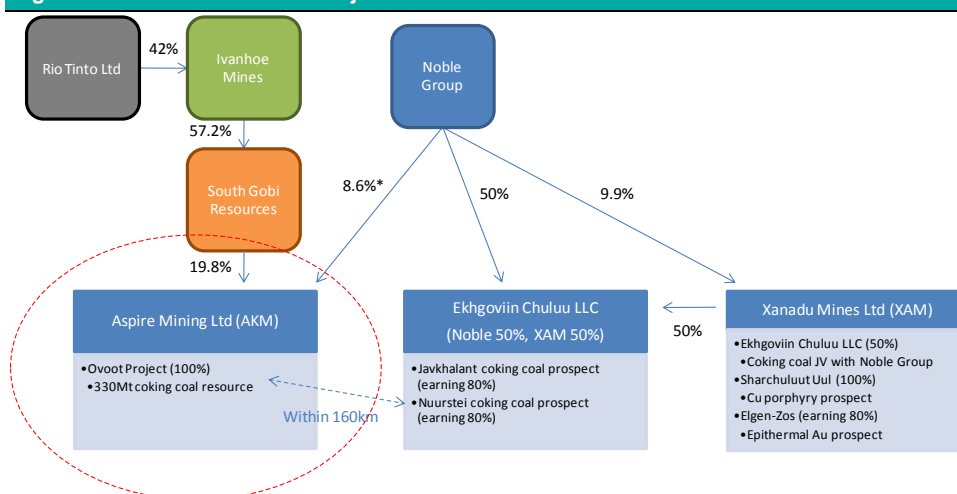 Rio Tinto Ltd
42%
Ivanhoe
Mines
Noble
Group
57.2%
South Gobi
Resources
8.6%*
50%
9.9%
19.8%
Aspire Mining Ltd (AKM)
•Ovoot Project (100%)
•330Mt coking coal resource
Within 160km
Ekhgoviin Chuluu LLC
(Noble 50%, XAM 50%)
•Javkhalant coking coal prospect
(earning 80%)
•Nuurstei coking coal prospect
(earning 80%)
50%
Xanadu Mines Ltd (XAM)
•Ekhgoviin Chuluu LLC (50%)
•Coking coal JV with Noble Group
•Sharchuluut Uul (100%)
•Cu porphyry prospect
•Elgen-Zos (earning 80%)
•Epithermal Au prospect